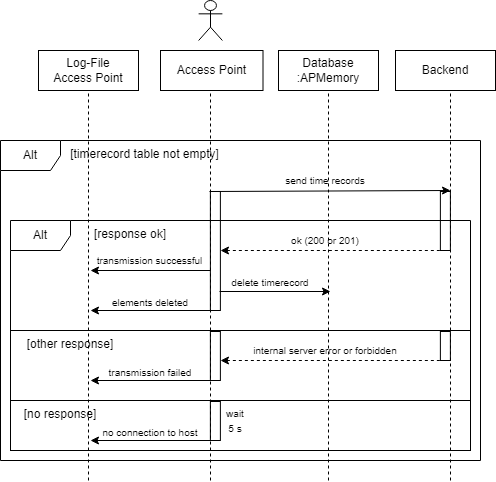 Log-File
Access Point
Access Point
Database
:APMemory
Backend
Alt
[timerecord table not empty]
send time records
Alt
[response ok]
ok (200 or 201)
transmission successful
delete timerecord
elements deleted
[other response]
internal server error or forbidden
transmission failed
[no response]
wait
5 s
no connection to host